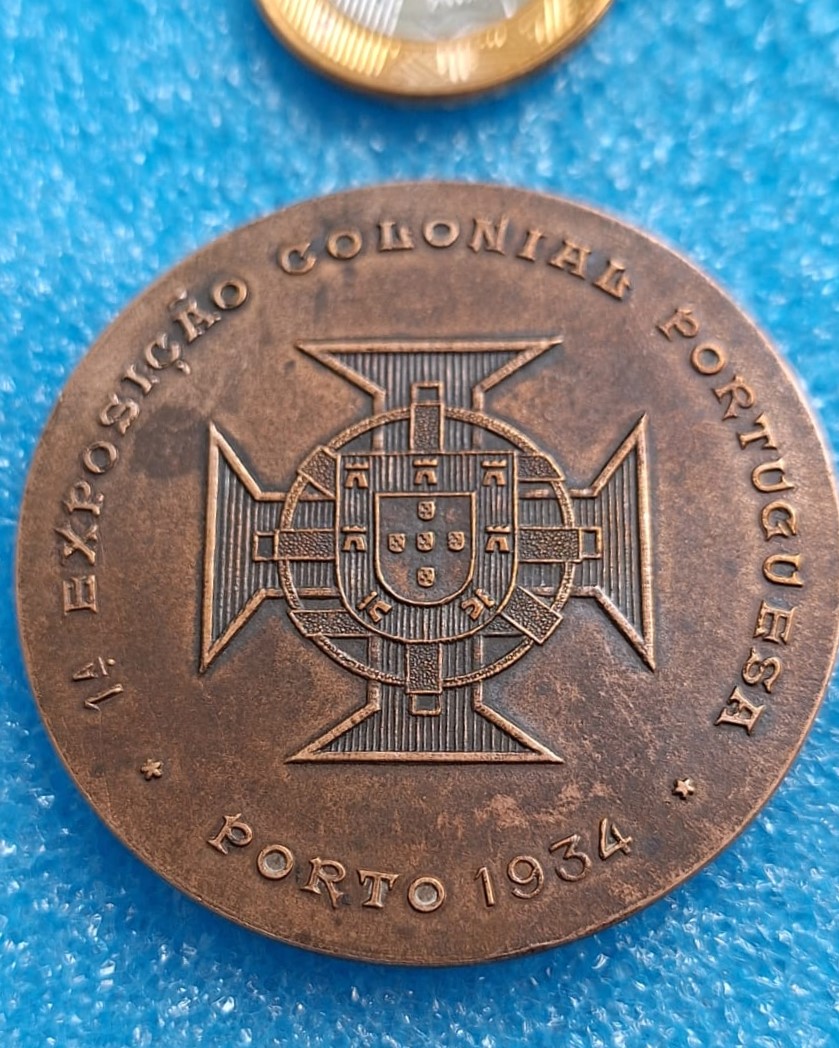 1ª EXPOSIÇÃO COLONIAL PORTUGUESA
PORTO 1934